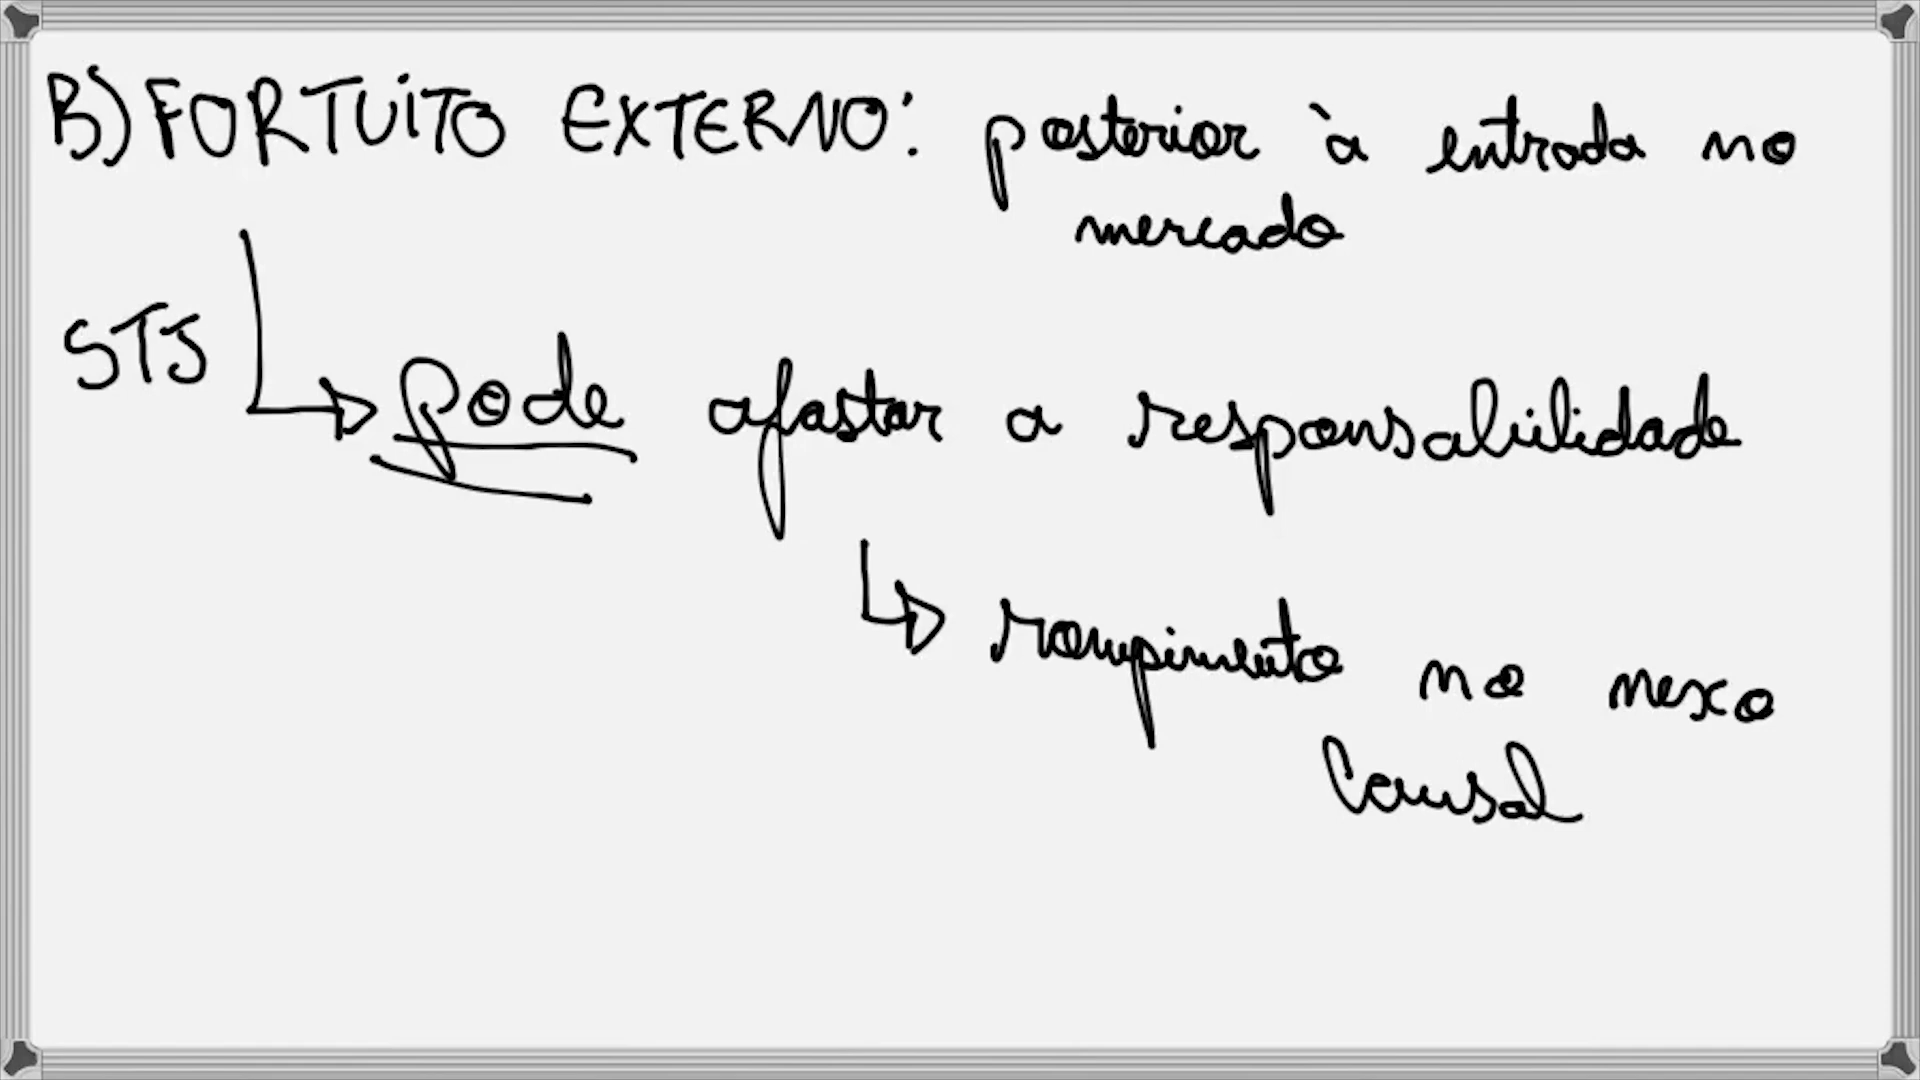 B) FORTUITO EXTERNO: posterior à entrada no
mercado
STJ
pode afastar a responsabilidade
rompimento no nexo
causal